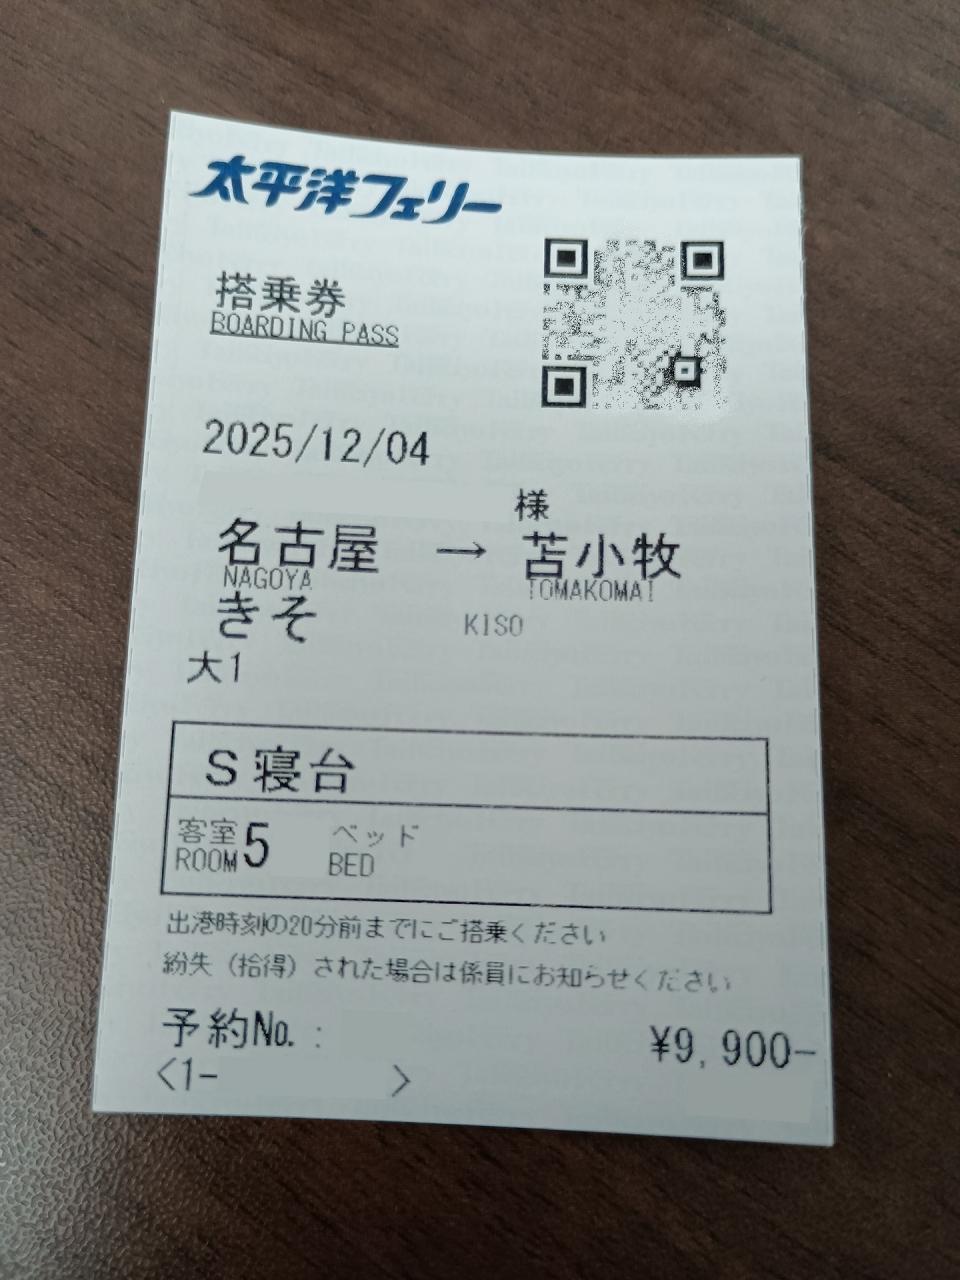 太平洋フェリー
搭乗券
BOARDING PASS
2025/12/04
様
名古屋 → 苫小牧
NAGOYA TOMAKOMAI
きそ KISO
大1
S寝台
客室 5 ベッド
ROOM BED
出港時刻の20分前までにご搭乗ください
紛失（拾得）された場合は係員にお知らせください
予約No. :
¥9,900-
<1- >